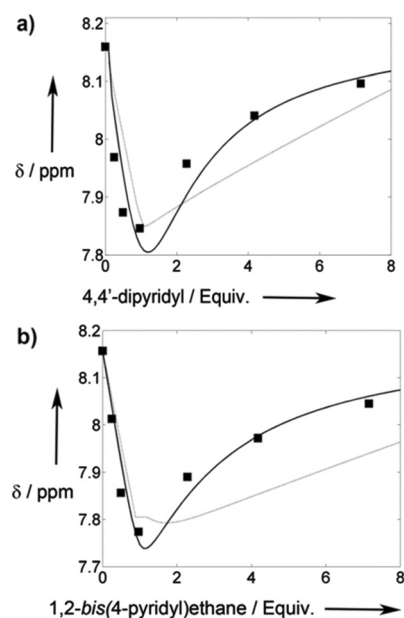 a)
8.2
8.1
8
7.9
7.8
δ / ppm
0 2 4 6 8
4,4'-dipyridyl / Equiv.
b)
8.2
8.1
8
7.9
7.8
7.7
δ / ppm
0 2 4 6 8
1,2-bis(4-pyridyl)ethane / Equiv.